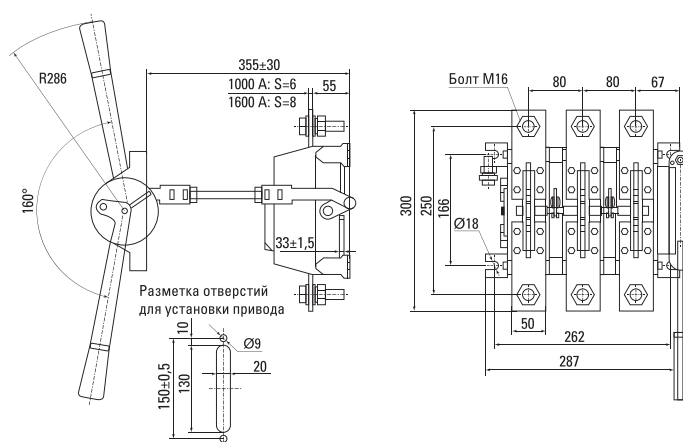 R286
355±30
1000 A: S=6
1600 A: S=8
55
160°
33±1,5
Разметка отверстий
для установки привода
10
Ø9
20
130
150±0,5
Болт М16
80
80
67
300
250
166
Ø18
50
262
287